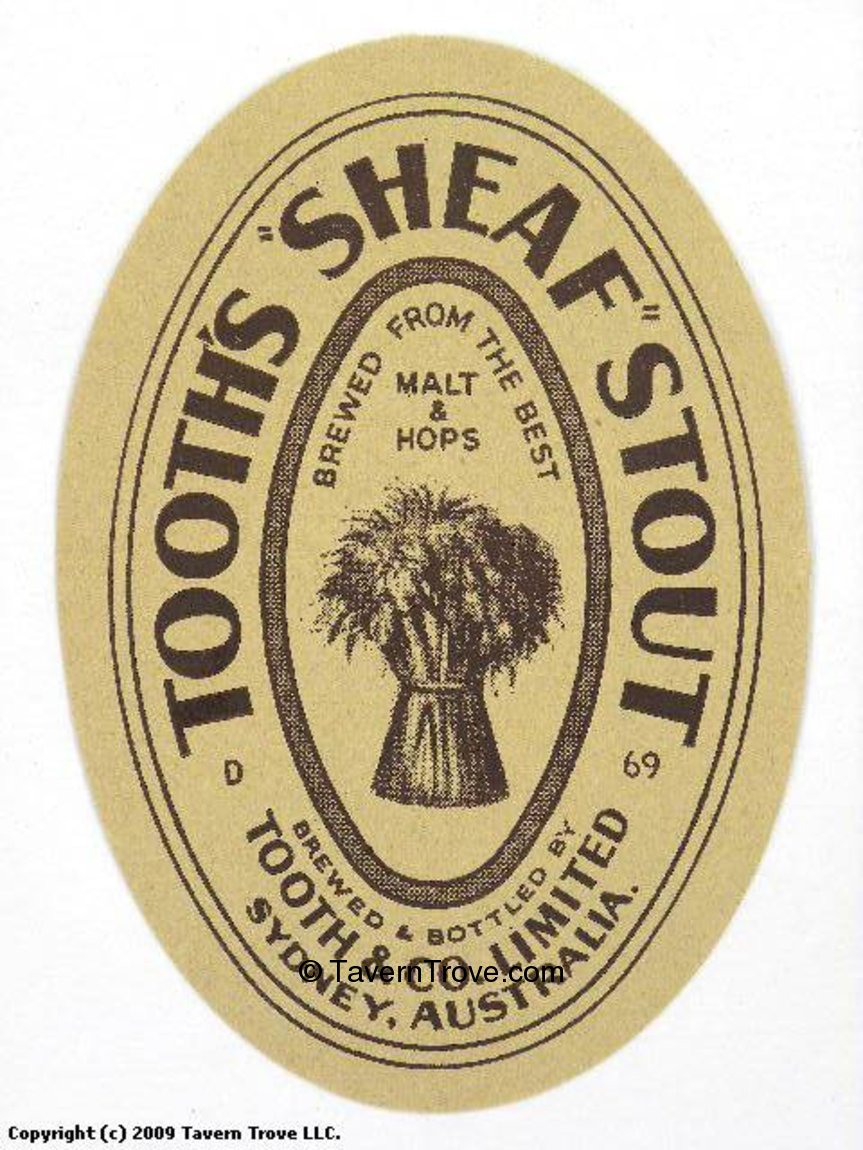 TOOTH'S "SHEAF" STOUT
BREWED FROM THE BEST
MALT
&
HOPS
D
69
BREWED & BOTTLED BY
TOOTH & CO. LIMITED
SYDNEY, AUSTRALIA.
© TavernTrove.com
Copyright (c) 2009 Tavern Trove LLC.